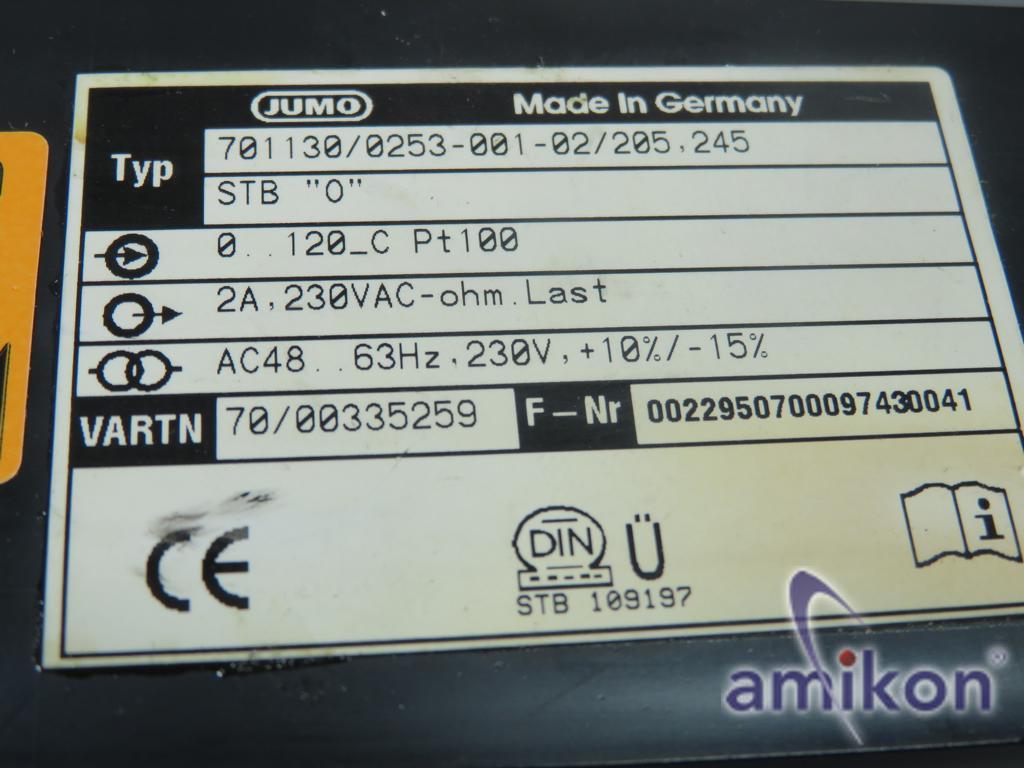 JUMO Made In Germany
Typ 701130/0253-001-02/205,245
STB "O"
0..120_C Pt100
2A,230VAC-ohm.Last
AC48..63Hz,230V,+10%/-15%
VARTN 70/00335259 F-Nr 0022950700097430041
CE DIN Ü i
STB 109197
amikon®